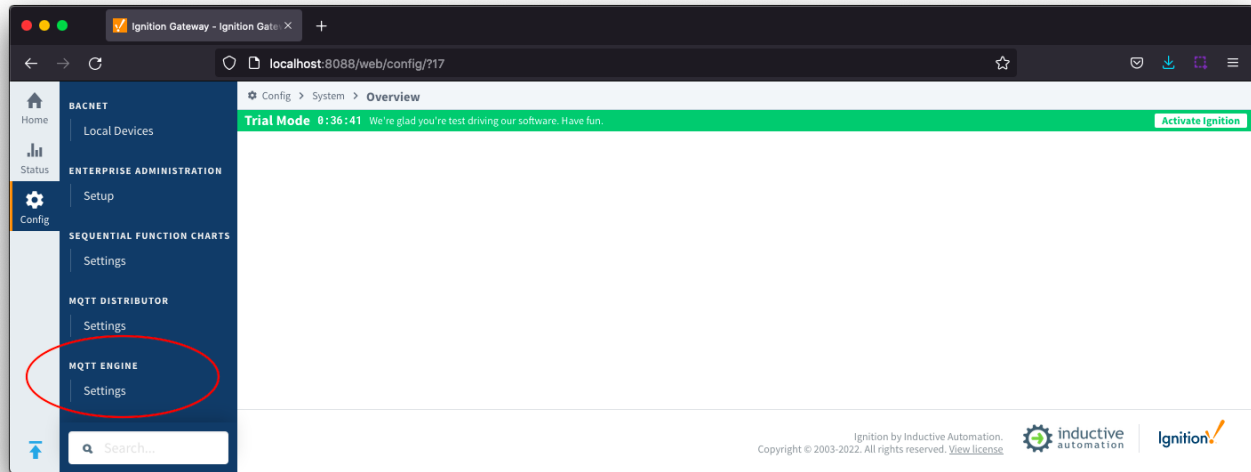 Ignition Gateway - Ignition Gate
localhost:8088/web/config/?17
Home
Status
Config
BACNET
Local Devices
ENTERPRISE ADMINISTRATION
Setup
SEQUENTIAL FUNCTION CHARTS
Settings
MQTT DISTRIBUTOR
Settings
MQTT ENGINE
Settings
Search...
Config > System > Overview
Trial Mode 0:36:41 We're glad you're test driving our software. Have fun.
Activate Ignition
Ignition by Inductive Automation.
Copyright © 2003-2022. All rights reserved. View license
inductive
automation
Ignition!